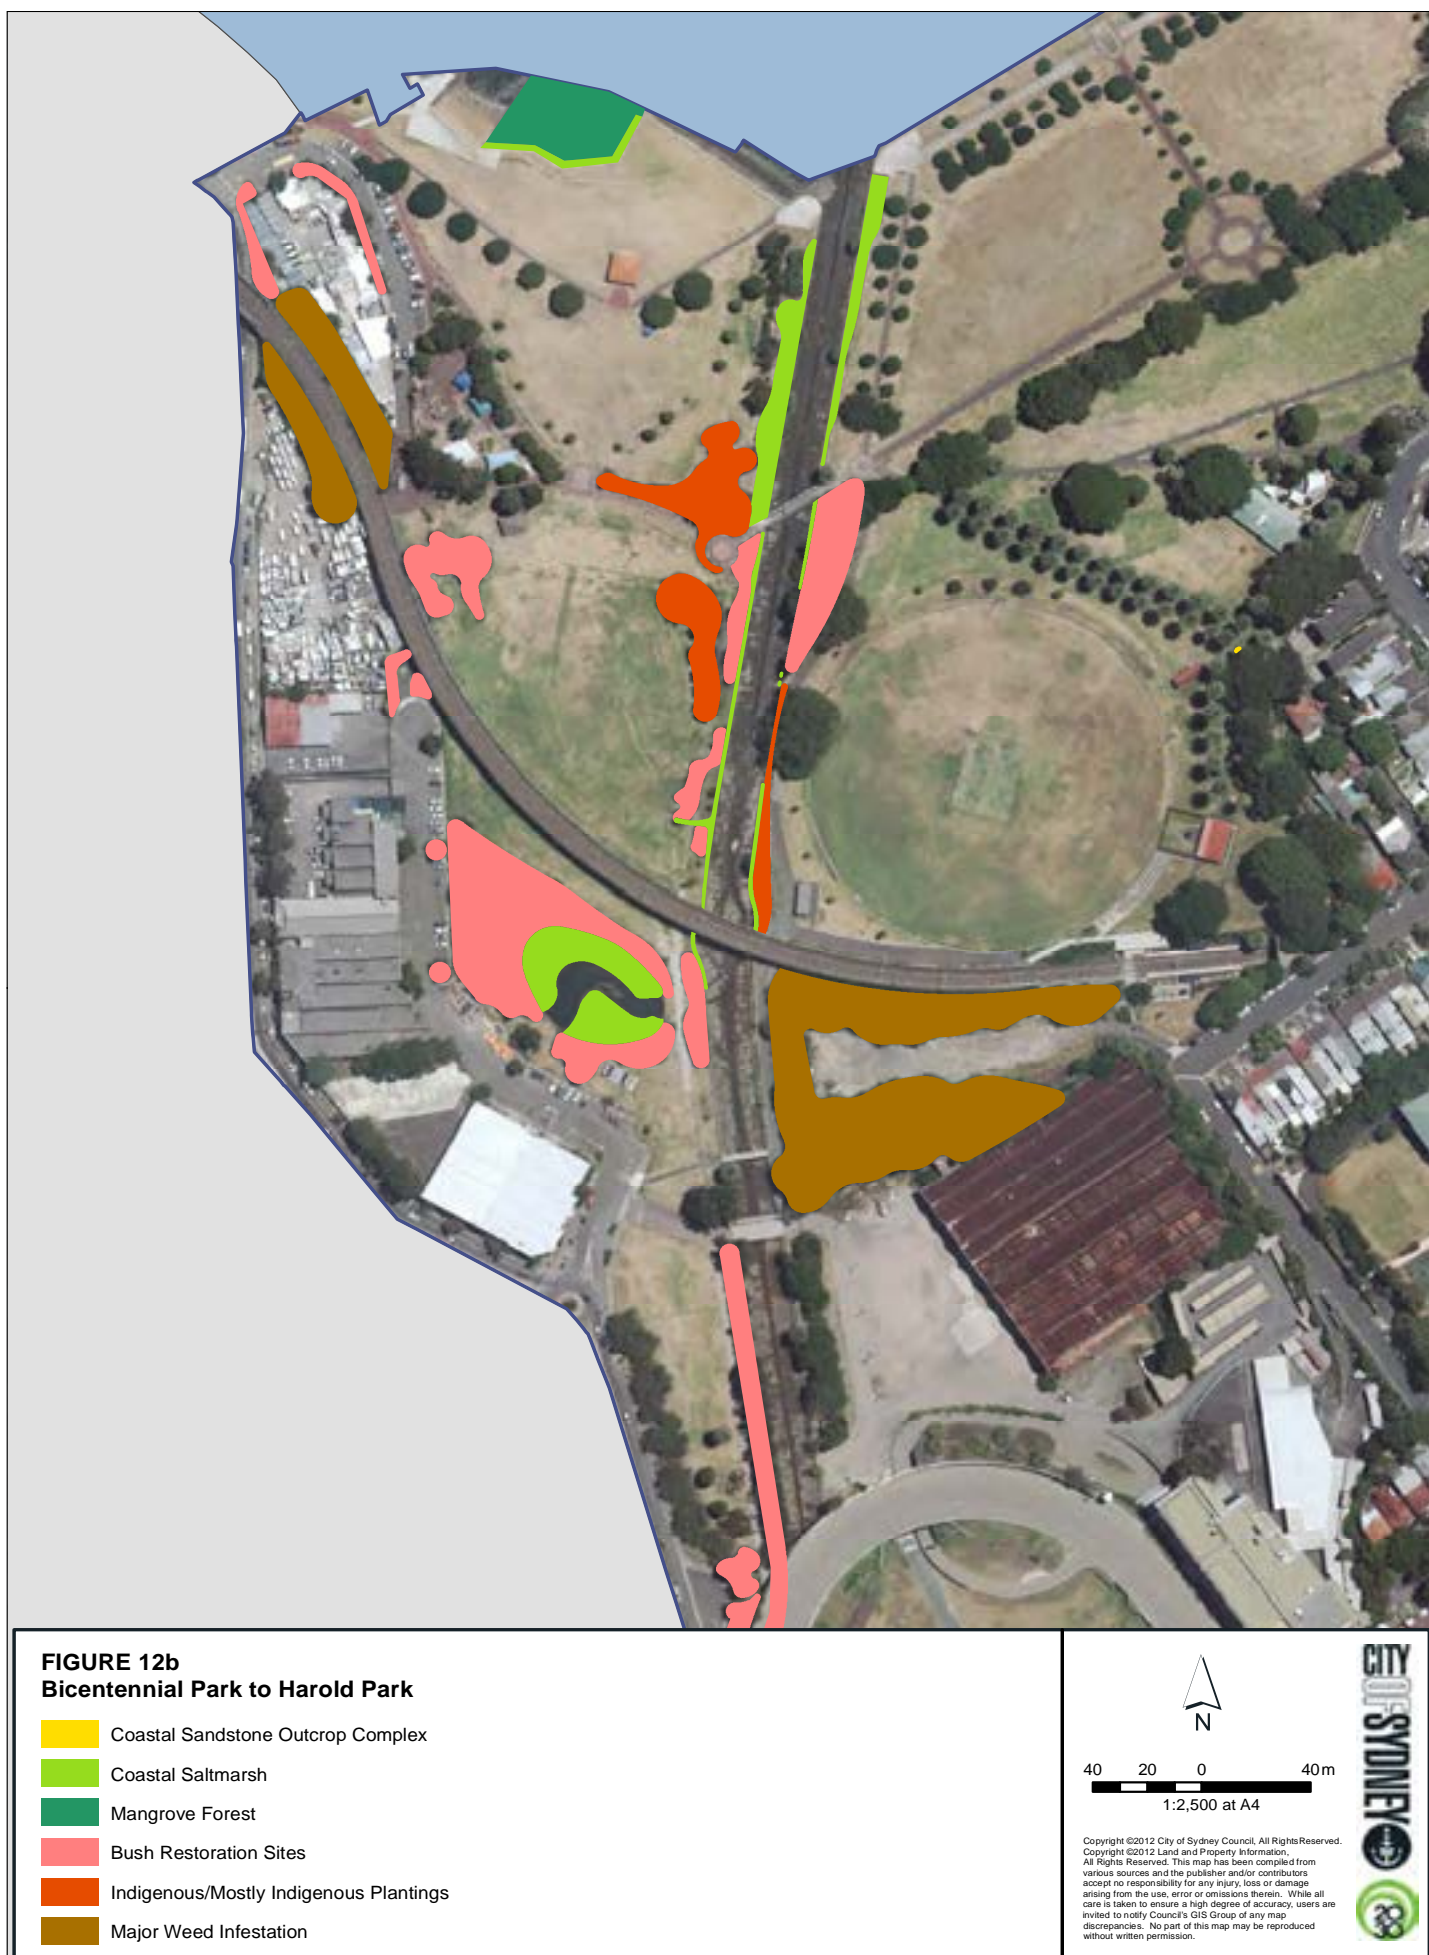 FIGURE 12b
Bicentennial Park to Harold Park
Coastal Sandstone Outcrop Complex
Coastal Saltmarsh
Mangrove Forest
Bush Restoration Sites
Indigenous/Mostly Indigenous Plantings
Major Weed Infestation
N
40 20 0 40 m
1:2,500 at A4
Copyright ©2012 City of Sydney Council, All Rights Reserved.
Copyright ©2012 Land and Property Information,
All Rights Reserved. This map has been compiled from
various sources and the publisher and/or contributors
accept no responsibility for any injury, loss or damage
arising from the use, error or omissions therein. While all
care is taken to ensure a high degree of accuracy, users are
invited to notify Council's GIS Group of any map
discrepancies. No part of this map may be reproduced
without written permission.
CITY OF SYDNEY